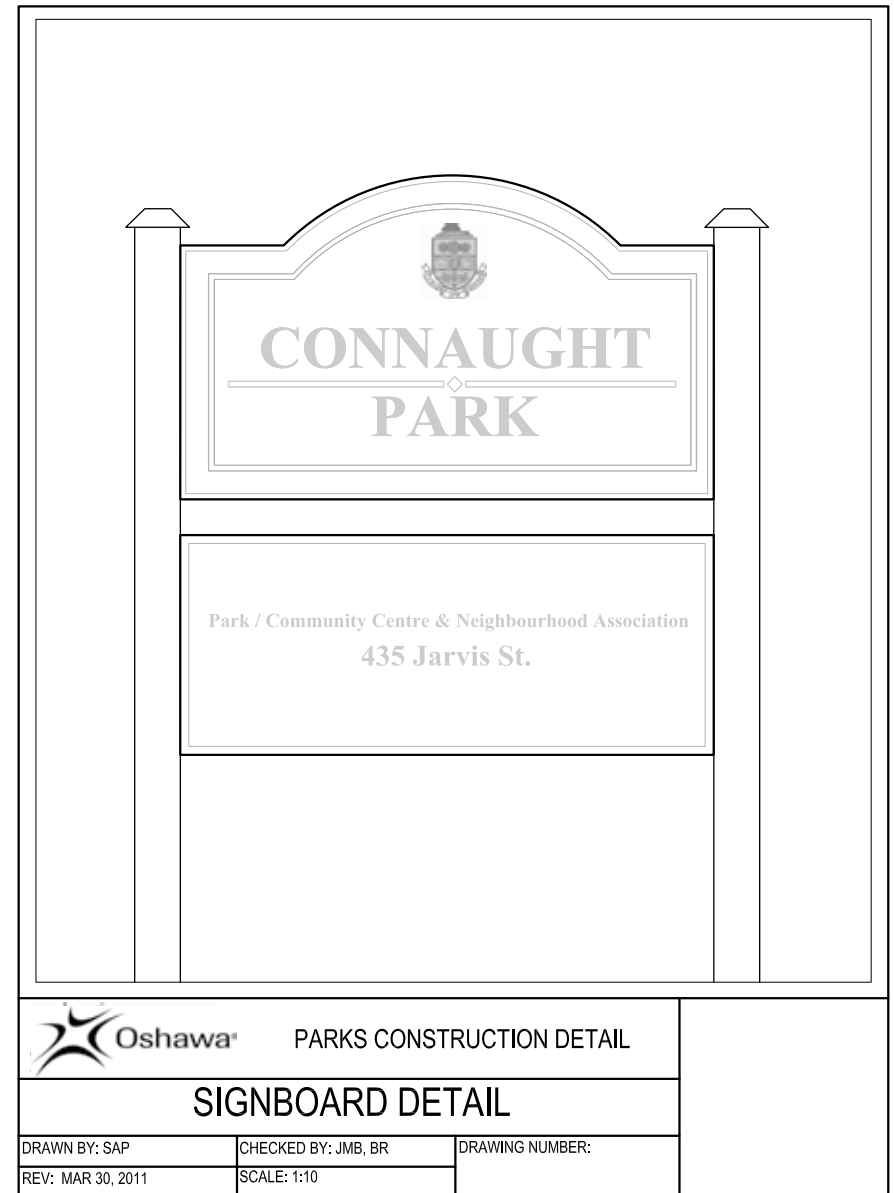 CONNAUGHT
PARK
Park / Community Centre & Neighbourhood Association
435 Jarvis St.
Oshawa
PARKS CONSTRUCTION DETAIL
SIGNBOARD DETAIL
DRAWN BY: SAP
CHECKED BY: JMB, BR
DRAWING NUMBER:
REV: MAR 30, 2011
SCALE: 1:10